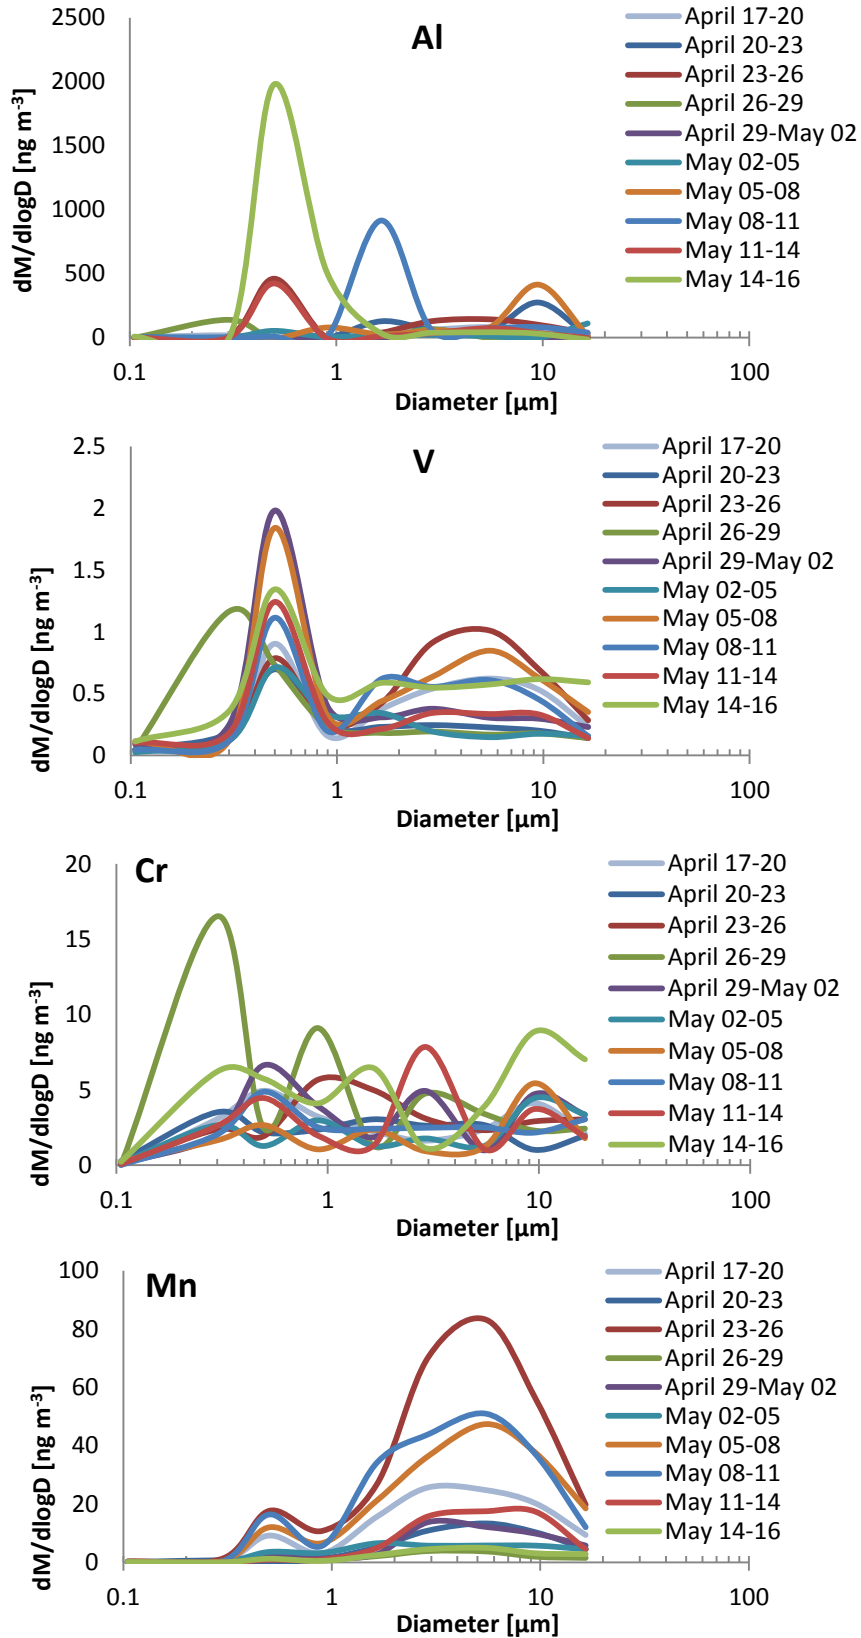 Al
dM/dlogD [ng m⁻³]
2500
2000
1500
1000
500
0
0.1 1 10 100
Diameter [µm]
April 17-20
April 20-23
April 23-26
April 26-29
April 29-May 02
May 02-05
May 05-08
May 08-11
May 11-14
May 14-16
V
dM/dlogD [ng m⁻³]
2.5
2
1.5
1
0.5
0
0.1 1 10 100
Diameter [µm]
April 17-20
April 20-23
April 23-26
April 26-29
April 29-May 02
May 02-05
May 05-08
May 08-11
May 11-14
May 14-16
Cr
dM/dlogD [ng m⁻³]
20
15
10
5
0
0.1 1 10 100
Diameter [µm]
April 17-20
April 20-23
April 23-26
April 26-29
April 29-May 02
May 02-05
May 05-08
May 08-11
May 11-14
May 14-16
Mn
dM/dlogD [ng m⁻³]
100
80
60
40
20
0
0.1 1 10 100
Diameter [µm]
April 17-20
April 20-23
April 23-26
April 26-29
April 29-May 02
May 02-05
May 05-08
May 08-11
May 11-14
May 14-16